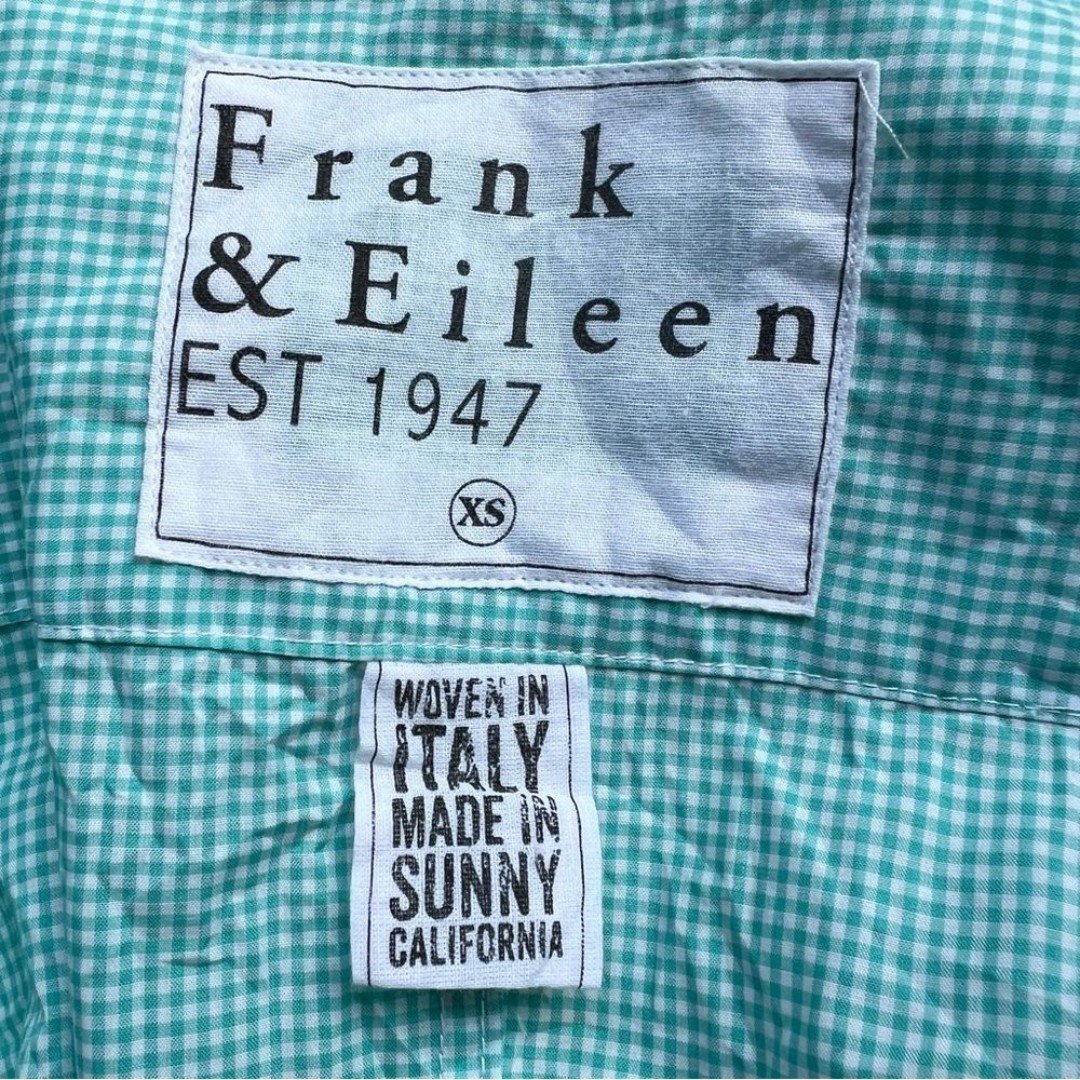 Frank
& Eileen
EST 1947
XS
WOVEN IN
ITALY
MADE IN
SUNNY
CALIFORNIA